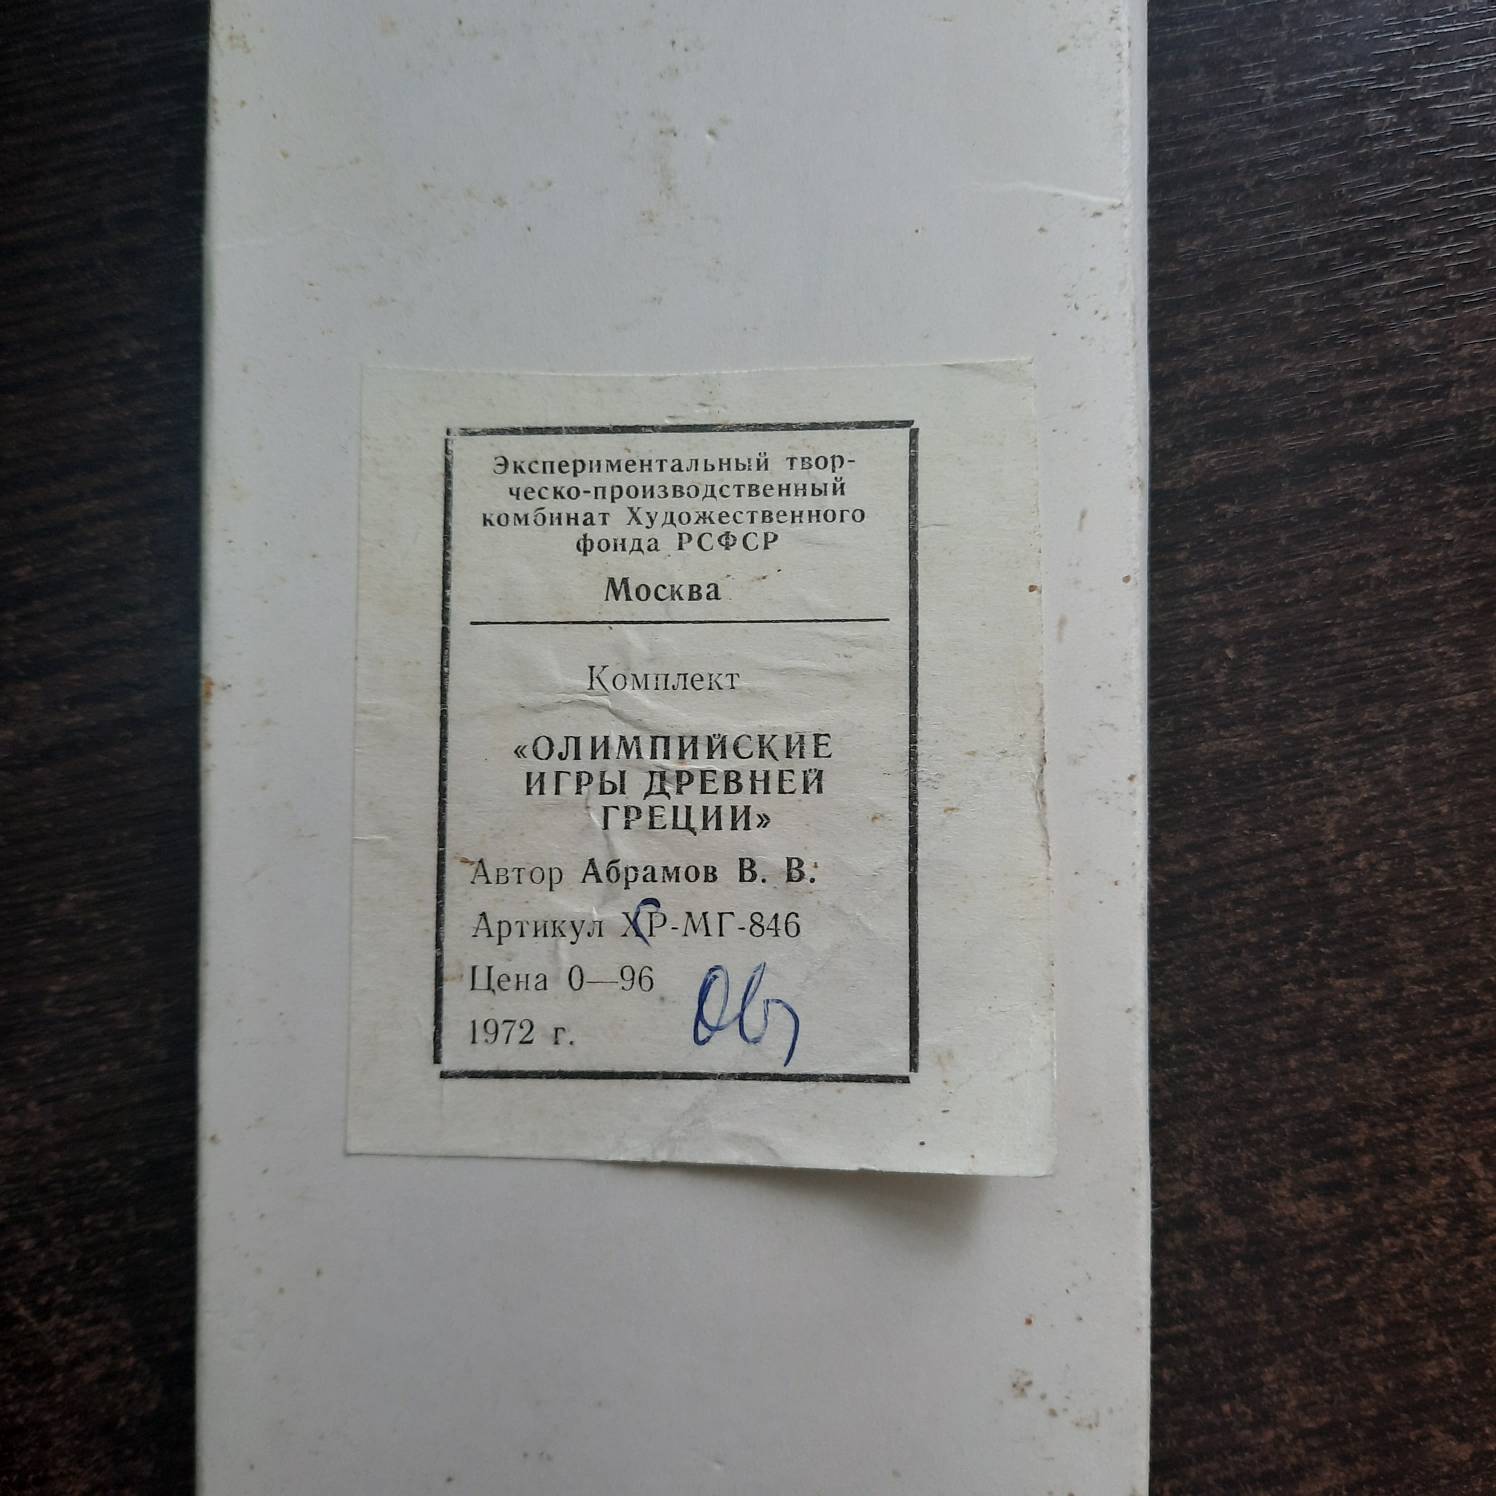 Экспериментальный твор-
ческо-производственный
комбинат Художественного
фонда РСФСР
Москва
Комплект
«ОЛИМПИЙСКИЕ
ИГРЫ ДРЕВНЕЙ
ГРЕЦИИ»
Автор Абрамов В. В.
Артикул ХР-МГ-846
Цена 0—96
1972 г.